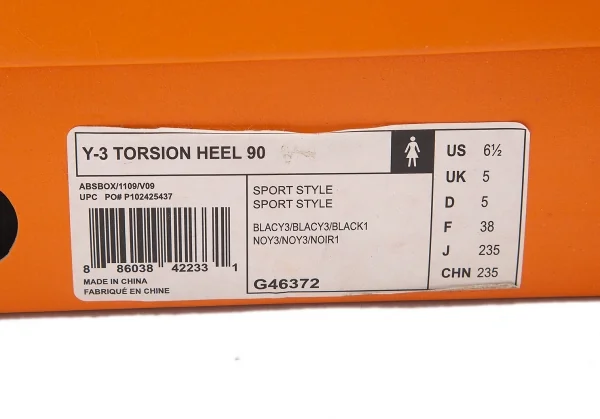 Y-3 TORSION HEEL 90
ABSBOX/1109/V09
UPC PO# P102425437
8 86038 42233 1
MADE IN CHINA
FABRIQUÉ EN CHINE
SPORT STYLE
SPORT STYLE
BLACY3/BLACY3/BLACK1
NOY3/NOY3/NOIR1
G46372
US 6½
UK 5
D 5
F 38
J 235
CHN 235